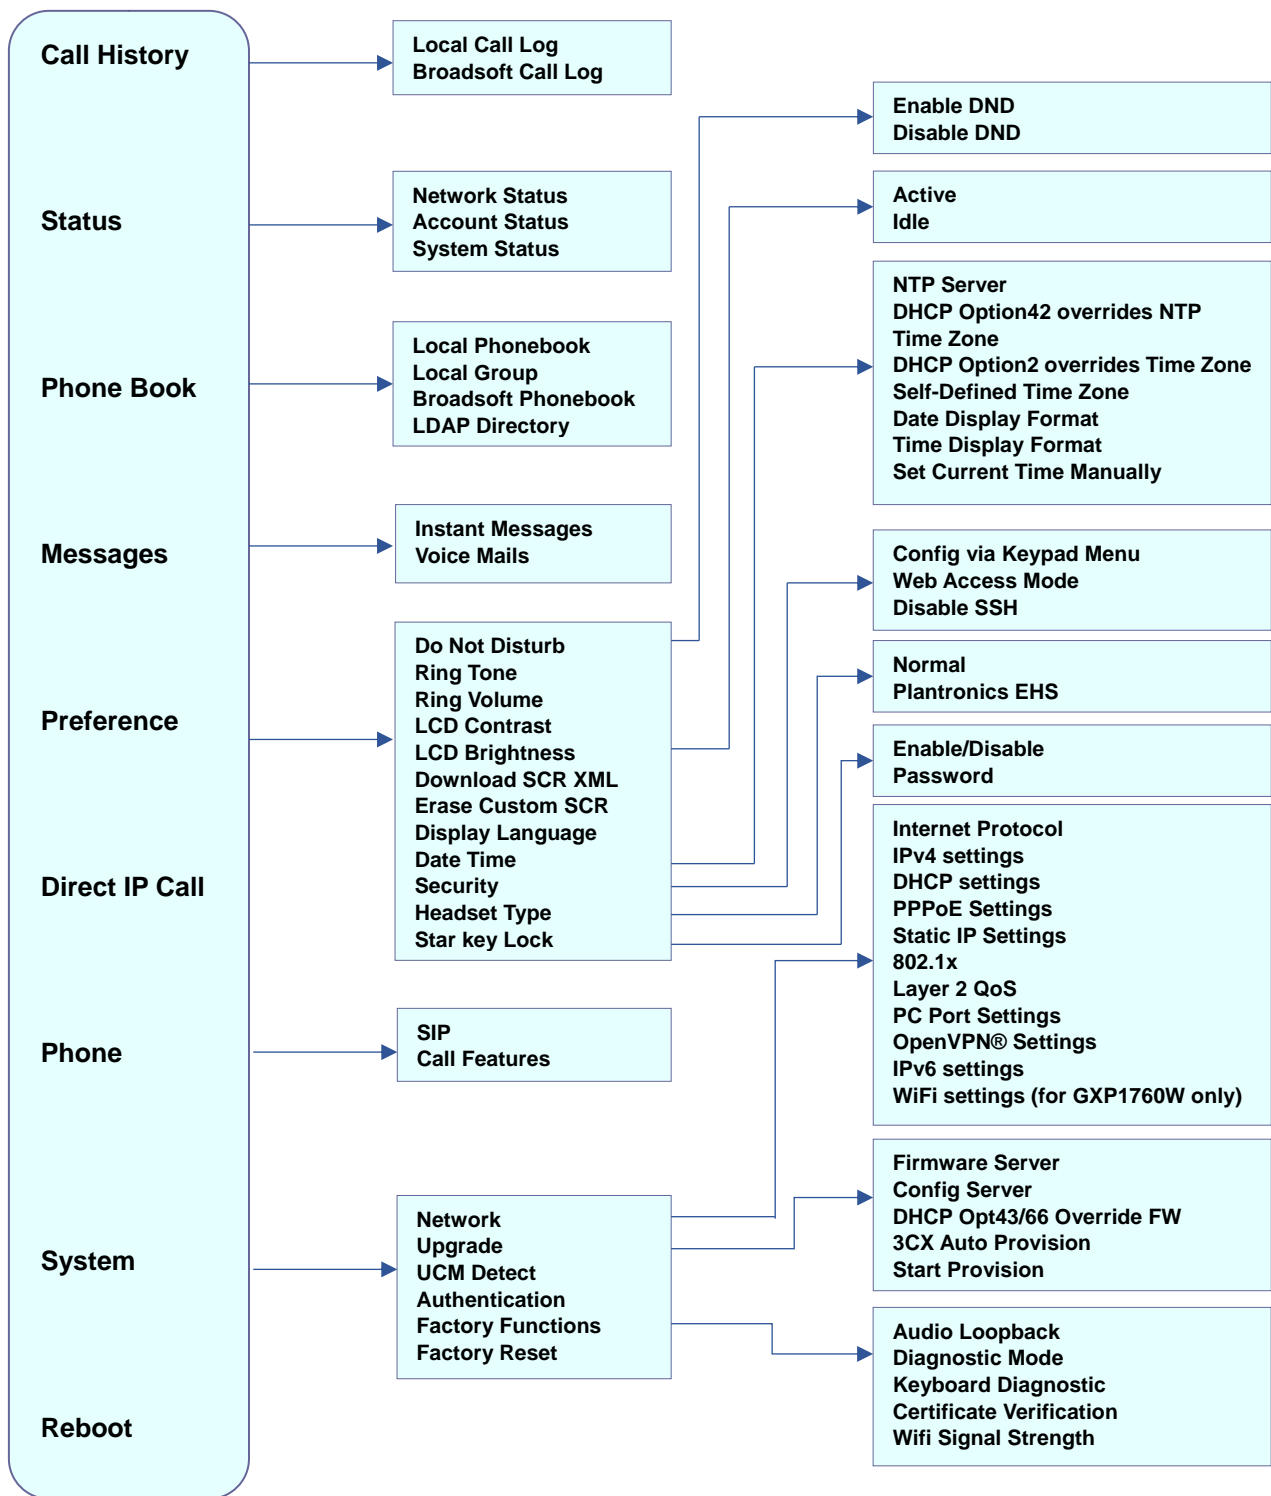 Call History
Status
Phone Book
Messages
Preference
Direct IP Call
Phone
System
Reboot
Local Call Log
Broadsoft Call Log
Network Status
Account Status
System Status
Local Phonebook
Local Group
Broadsoft Phonebook
LDAP Directory
Instant Messages
Voice Mails
Do Not Disturb
Ring Tone
Ring Volume
LCD Contrast
LCD Brightness
Download SCR XML
Erase Custom SCR
Display Language
Date Time
Security
Headset Type
Star key Lock
SIP
Call Features
Network
Upgrade
UCM Detect
Authentication
Factory Functions
Factory Reset
Enable DND
Disable DND
Active
Idle
NTP Server
DHCP Option42 overrides NTP
Time Zone
DHCP Option2 overrides Time Zone
Self-Defined Time Zone
Date Display Format
Time Display Format
Set Current Time Manually
Config via Keypad Menu
Web Access Mode
Disable SSH
Normal
Plantronics EHS
Enable/Disable
Password
Internet Protocol
IPv4 settings
DHCP settings
PPPoE Settings
Static IP Settings
802.1x
Layer 2 QoS
PC Port Settings
OpenVPN® Settings
IPv6 settings
WiFi settings (for GXP1760W only)
Firmware Server
Config Server
DHCP Opt43/66 Override FW
3CX Auto Provision
Start Provision
Audio Loopback
Diagnostic Mode
Keyboard Diagnostic
Certificate Verification
Wifi Signal Strength